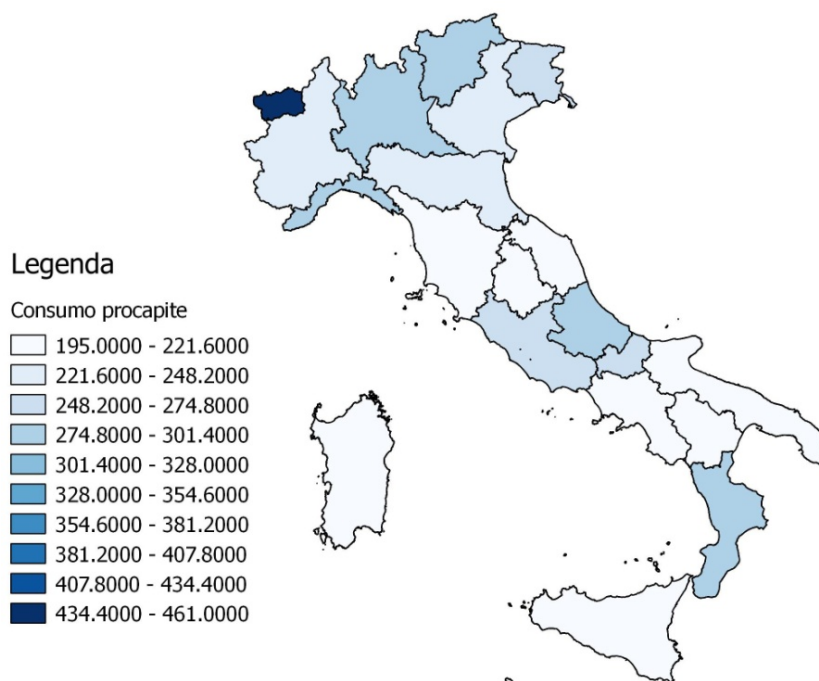 Legenda
Consumo procapite
195.0000 - 221.6000
221.6000 - 248.2000
248.2000 - 274.8000
274.8000 - 301.4000
301.4000 - 328.0000
328.0000 - 354.6000
354.6000 - 381.2000
381.2000 - 407.8000
407.8000 - 434.4000
434.4000 - 461.0000